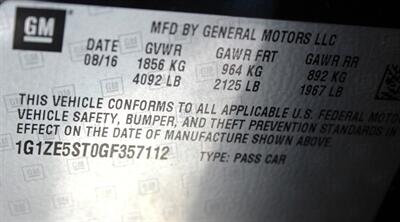 GM
MFD BY GENERAL MOTORS LLC
DATE GVWR GAWR FRT GAWR RR
08/16 1856 KG 964 KG 892 KG
4092 LB 2125 LB 1967 LB
THIS VEHICLE CONFORMS TO ALL APPLICABLE U.S. FEDERAL MOTO
VEHICLE SAFETY, BUMPER, AND THEFT PREVENTION STANDARDS IN
EFFECT ON THE DATE OF MANUFACTURE SHOWN ABOVE.
1G1ZE5ST0GF357112 TYPE: PASS CAR